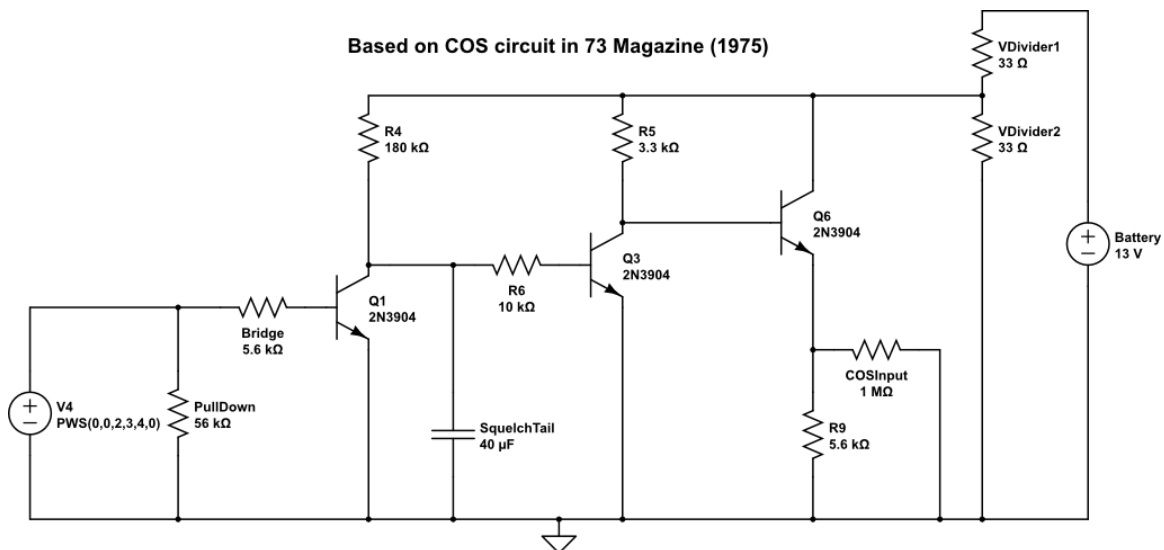 Based on COS circuit in 73 Magazine (1975)
VDivider1
33 Ω
R4
180 kΩ
R5
3.3 kΩ
VDivider2
33 Ω
Q6
2N3904
Battery
13 V
Q3
2N3904
R6
10 kΩ
Q1
2N3904
Bridge
5.6 kΩ
COSInput
1 MΩ
V4
PWS(0,0,2,3,4,0)
PullDown
56 kΩ
SquelchTail
40 µF
R9
5.6 kΩ